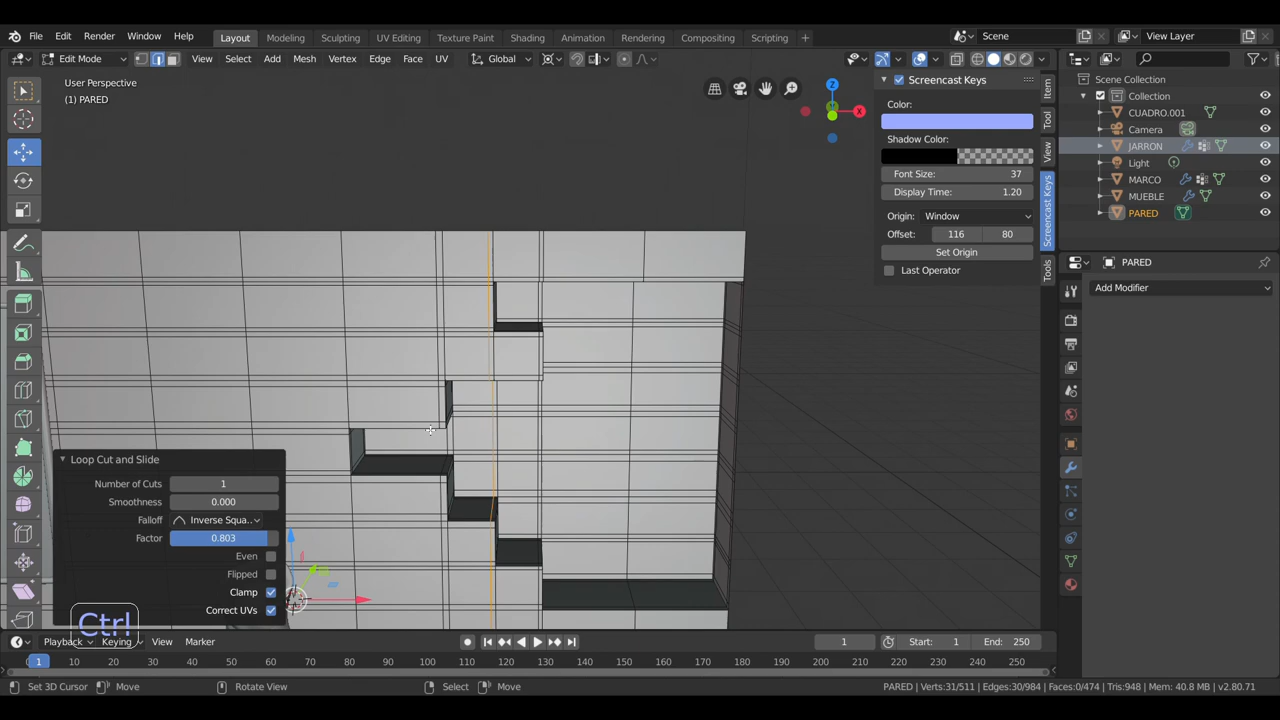 File Edit Render Window Help Layout Modeling Sculpting UV Editing Texture Paint Shading Animation Rendering Compositing Scripting + Scene View Layer
Edit Mode View Select Add Mesh Vertex Edge Face UV Global
User Perspective
(1) PARED
X
Z
Screencast Keys
Color:
Shadow Color:
Font Size: 37
Display Time: 1.20
Origin: Window
Offset: 116 80
Set Origin
Last Operator
Item
Tool
View
Screencast Keys
Tools
Scene Collection
Collection
CUADRO.001
Camera
JARRON
Light
MARCO
MUEBLE
PARED
PARED
Add Modifier
Loop Cut and Slide
Number of Cuts 1
Smoothness 0.000
Falloff Inverse Squa..
Factor 0.803
Even
Flipped
Clamp
Correct UVs
Ctrl
Playback Keying View Marker 1 Start: 1 End: 250
1 10 20 30 40 50 60 70 80 90 100 110 120 130 140 150 160 170 180 190 200 210 220 230 240 250
Set 3D Cursor Move Rotate View Select Move PARED | Verts:31/511 | Edges:30/984 | Faces:0/474 | Tris:948 | Mem: 40.8 MB | v2.80.71